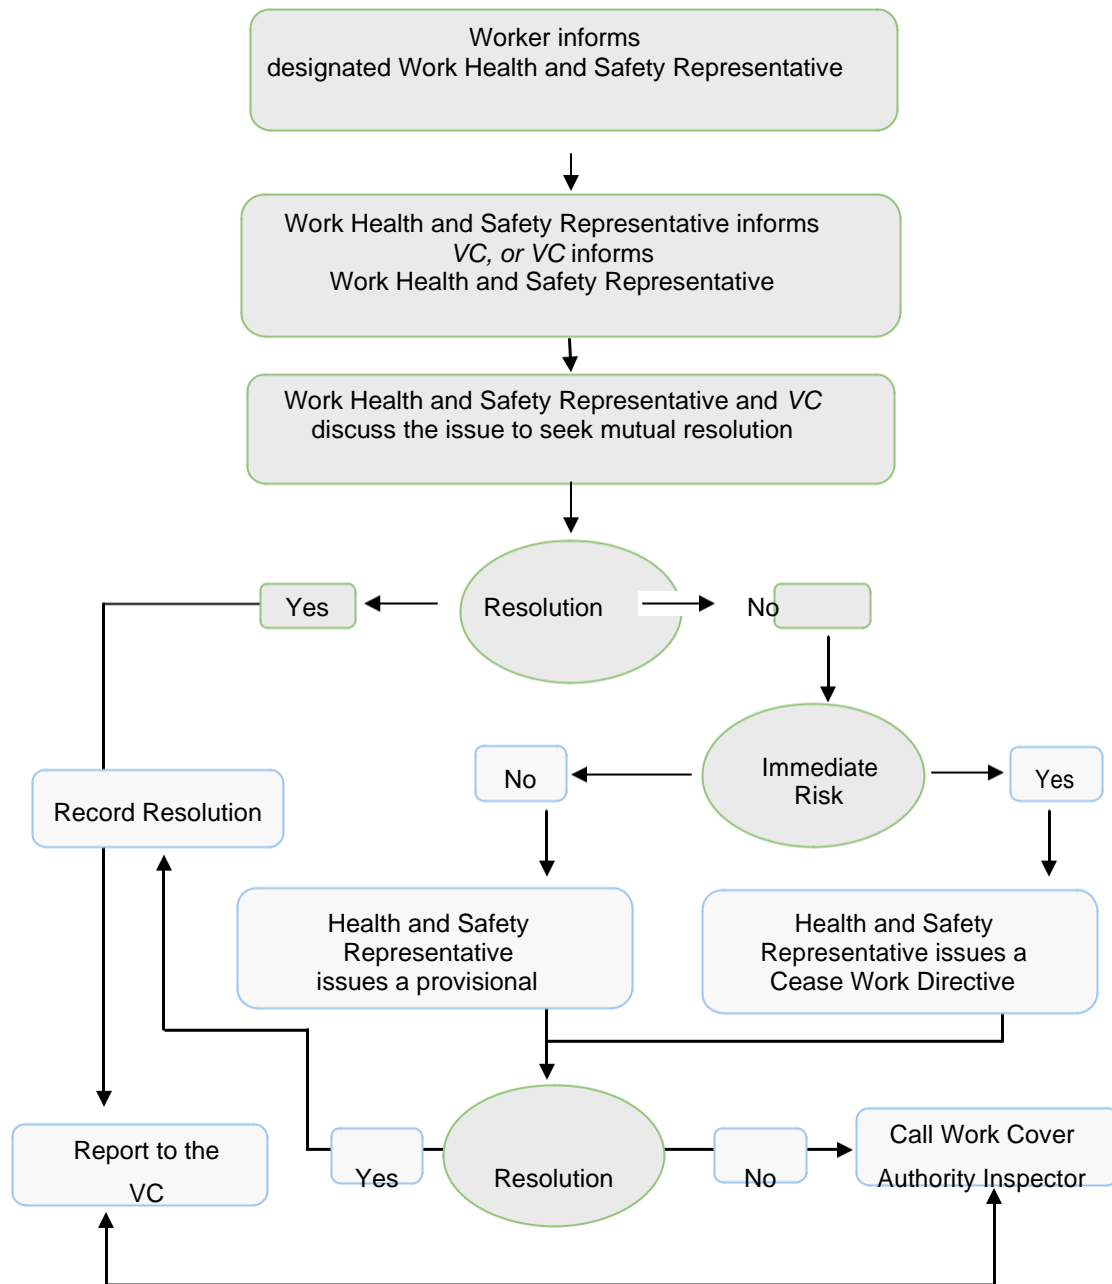 Worker informs
designated Work Health and Safety Representative
Work Health and Safety Representative informs
VC, or VC informs
Work Health and Safety Representative
Work Health and Safety Representative and VC
discuss the issue to seek mutual resolution
Yes
Resolution
No
No
Immediate
Risk
Yes
Record Resolution
Health and Safety
Representative
issues a provisional
Health and Safety
Representative issues a
Cease Work Directive
Report to the
VC
Yes
Resolution
No
Call Work Cover
Authority Inspector